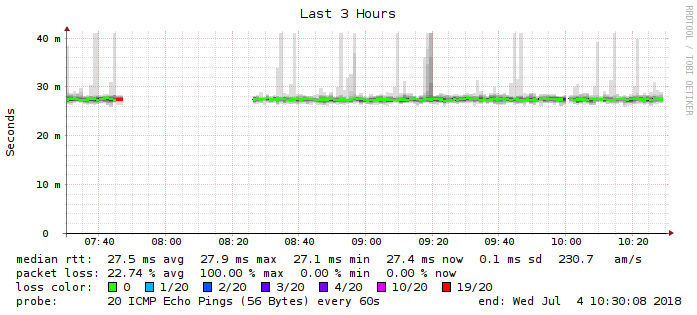 Last 3 Hours
RRDTOOL / TOBI OETIKER
Seconds
40 m
30 m
20 m
10 m
0
07:40 08:00 08:20 08:40 09:00 09:20 09:40 10:00 10:20
median rtt: 27.5 ms avg 27.9 ms max 27.1 ms min 27.4 ms now 0.1 ms sd 230.7 am/s
packet loss: 22.74 % avg 100.00 % max 0.00 % min 0.00 % now
loss color: 0 1/20 2/20 3/20 4/20 10/20 19/20
probe: 20 ICMP Echo Pings (56 Bytes) every 60s end: Wed Jul 4 10:30:08 2018